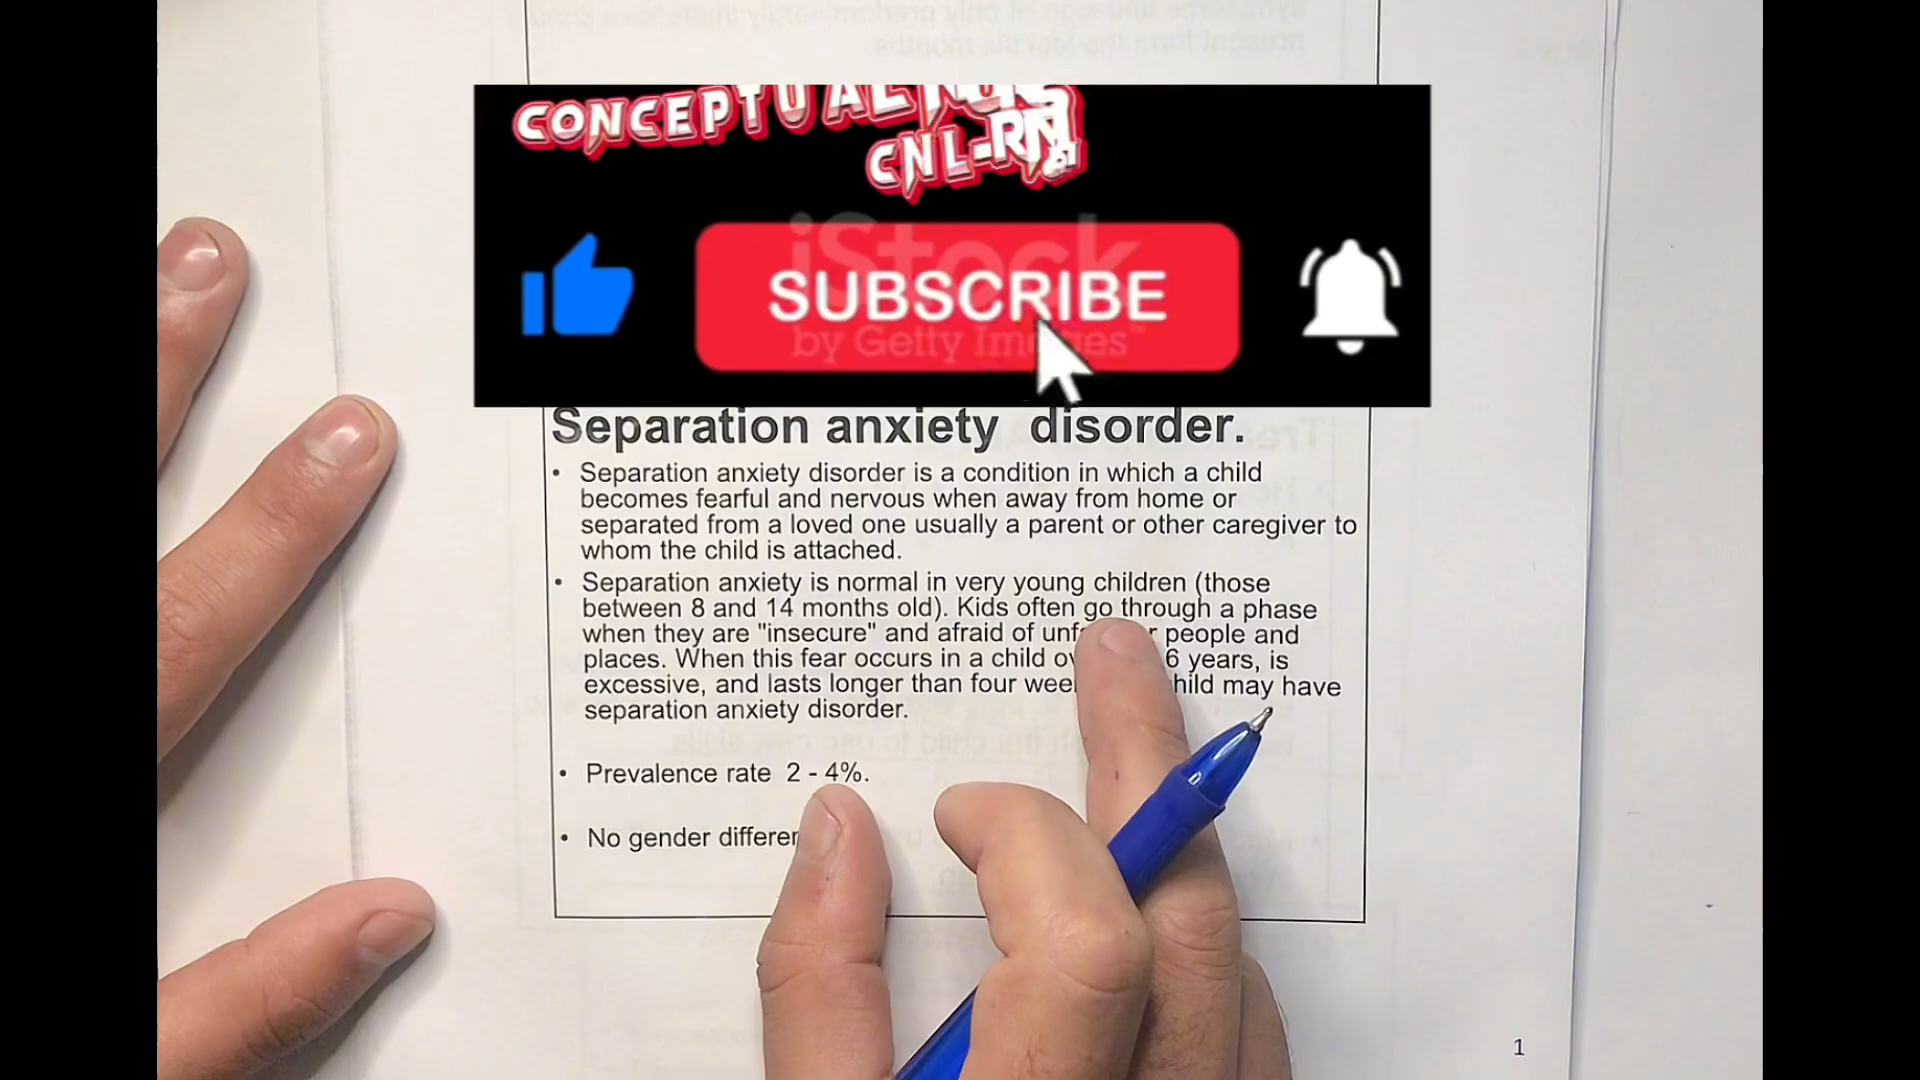 CONCEPTUAL
CNL-RN
iStock
SUBSCRIBE
by Getty Images
Separation anxiety disorder.
• Separation anxiety disorder is a condition in which a child
becomes fearful and nervous when away from home or
separated from a loved one usually a parent or other caregiver to
whom the child is attached.
• Separation anxiety is normal in very young children (those
between 8 and 14 months old). Kids often go through a phase
when they are "insecure" and afraid of people and
places. When this fear occurs in a child 6 years, is
excessive, and lasts longer than four may have
separation anxiety disorder.
• Prevalence rate 2 - 4%.
• No gender
1